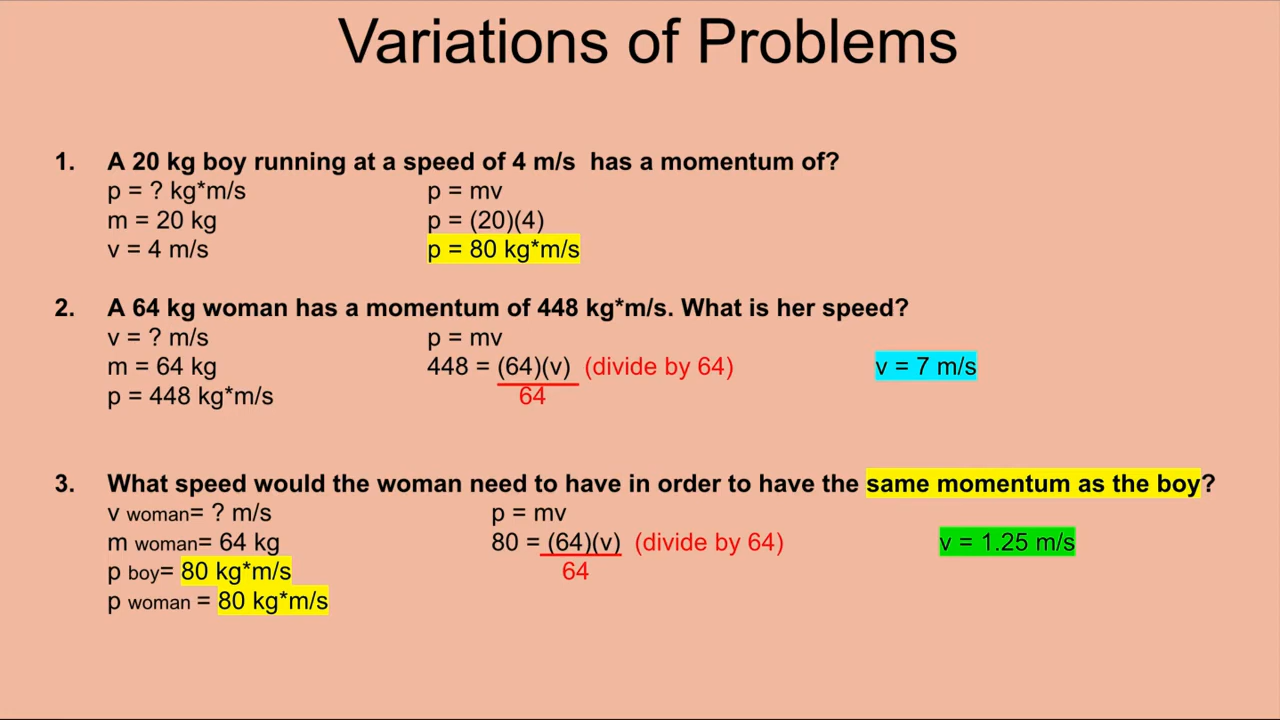 Variations of Problems
1. A 20 kg boy running at a speed of 4 m/s has a momentum of?
p = ? kg*m/s p = mv
m = 20 kg p = (20)(4)
v = 4 m/s p = 80 kg*m/s
2. A 64 kg woman has a momentum of 448 kg*m/s. What is her speed?
v = ? m/s p = mv
m = 64 kg 448 = (64)(v) (divide by 64) v = 7 m/s
p = 448 kg*m/s 64
3. What speed would the woman need to have in order to have the same momentum as the boy?
v woman= ? m/s p = mv
m woman= 64 kg 80 = (64)(v) (divide by 64) v = 1.25 m/s
p boy= 80 kg*m/s 64
p woman = 80 kg*m/s